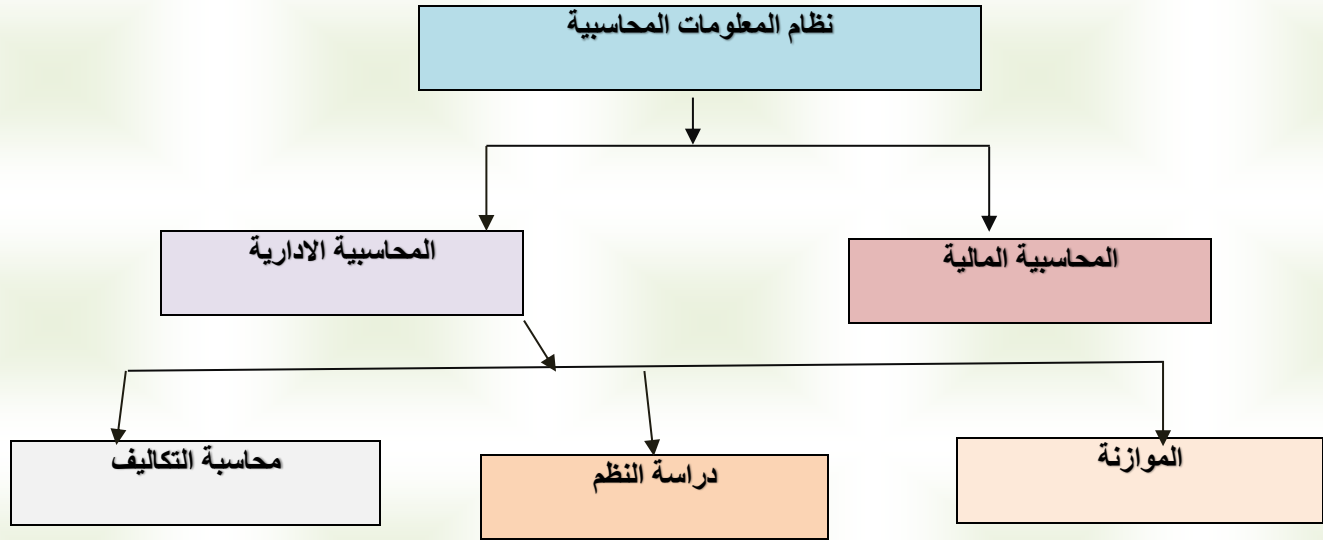 نظام المعلومات المحاسبية
المحاسبية المالية
المحاسبية الادارية
الموازنة
دراسة النظم
محاسبة التكاليف